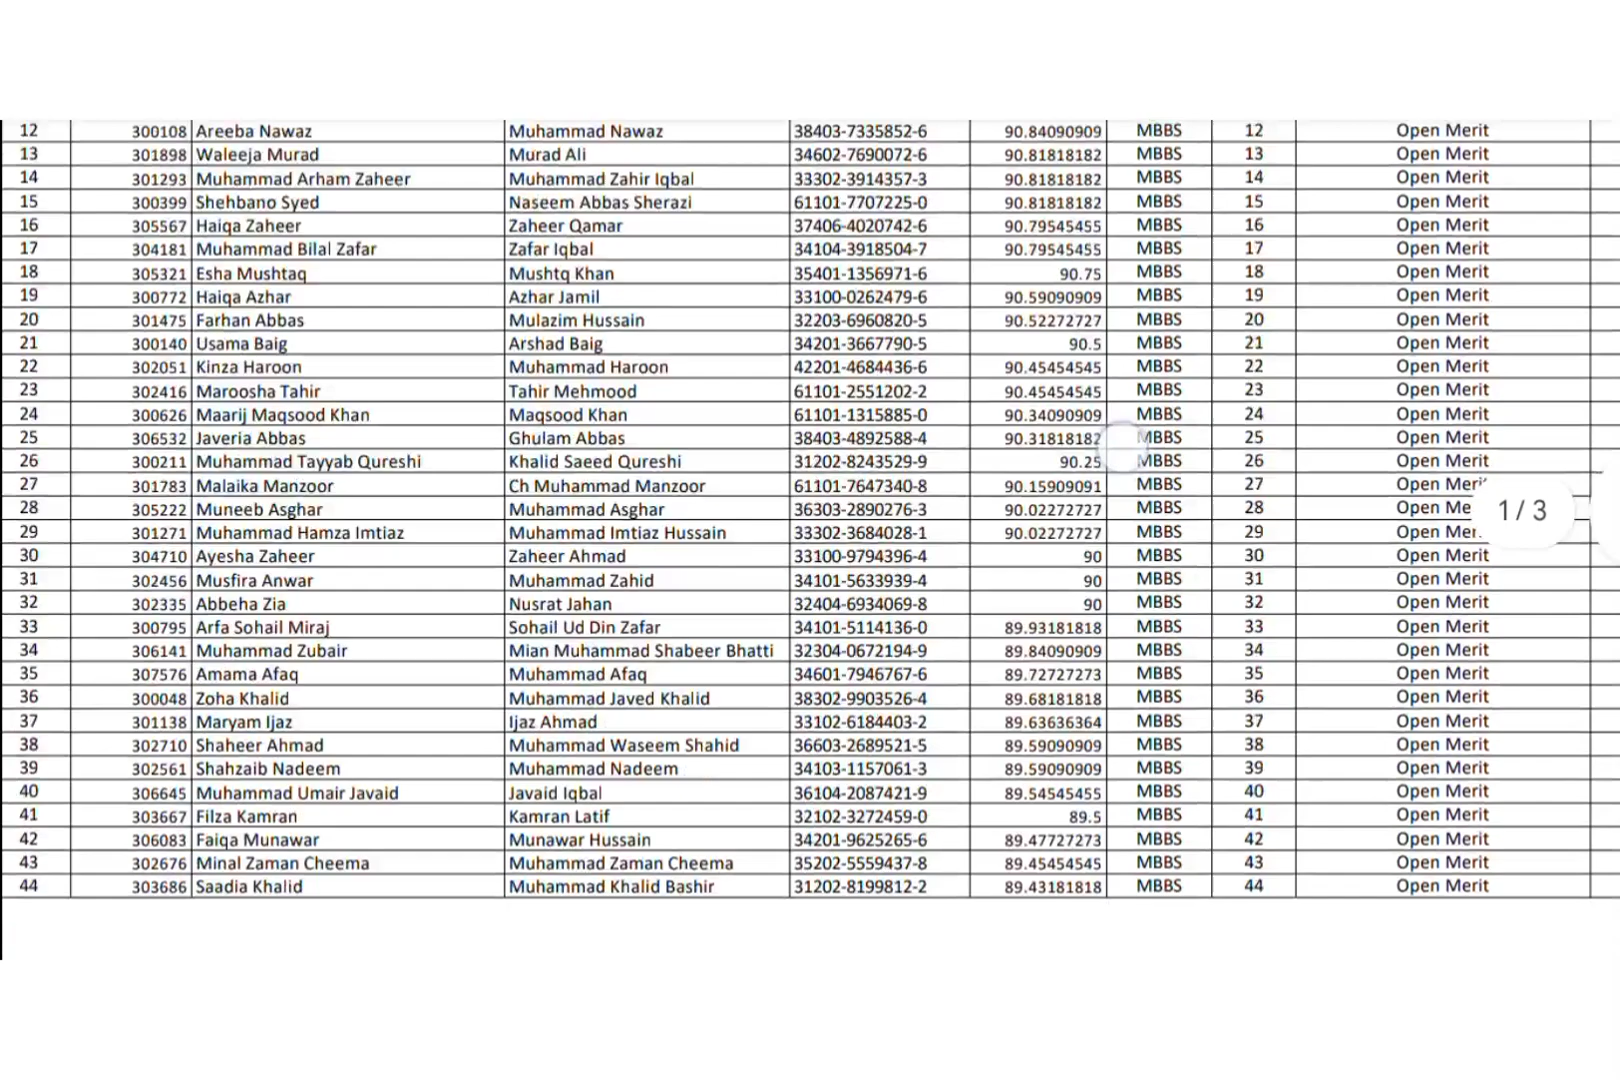 12 300108 Areeba Nawaz Muhammad Nawaz 38403-7335852-6 90.84090909 MBBS 12 Open Merit
13 301898 Waleeja Murad Murad Ali 34602-7690072-6 90.81818182 MBBS 13 Open Merit
14 301293 Muhammad Arham Zaheer Muhammad Zahir Iqbal 33302-3914357-3 90.81818182 MBBS 14 Open Merit
15 300399 Shehbano Syed Naseem Abbas Sherazi 61101-7707225-0 90.81818182 MBBS 15 Open Merit
16 305567 Haiqa Zaheer Zaheer Qamar 37406-4020742-6 90.79545455 MBBS 16 Open Merit
17 304181 Muhammad Bilal Zafar Zafar Iqbal 34104-3918504-7 90.79545455 MBBS 17 Open Merit
18 305321 Esha Mushtaq Mushtq Khan 35401-1356971-6 90.75 MBBS 18 Open Merit
19 300772 Haiqa Azhar Azhar Jamil 33100-0262479-6 90.59090909 MBBS 19 Open Merit
20 301475 Farhan Abbas Mulazim Hussain 32203-6960820-5 90.52272727 MBBS 20 Open Merit
21 300140 Usama Baig Arshad Baig 34201-3667790-5 90.5 MBBS 21 Open Merit
22 302051 Kinza Haroon Muhammad Haroon 42201-4684436-6 90.45454545 MBBS 22 Open Merit
23 302416 Maroosha Tahir Tahir Mehmood 61101-2551202-2 90.45454545 MBBS 23 Open Merit
24 300626 Maarij Maqsood Khan Maqsood Khan 61101-1315885-0 90.34090909 MBBS 24 Open Merit
25 306532 Javeria Abbas Ghulam Abbas 38403-4892588-4 90.31818182 MBBS 25 Open Merit
26 300211 Muhammad Tayyab Qureshi Khalid Saeed Qureshi 31202-8243529-9 90.25 MBBS 26 Open Merit
27 301783 Malaika Manzoor Ch Muhammad Manzoor 61101-7647340-8 90.15909091 MBBS 27 Open Meri
28 305222 Muneeb Asghar Muhammad Asghar 36303-2890276-3 90.02272727 MBBS 28 Open Me 1 / 3
29 301271 Muhammad Hamza Imtiaz Muhammad Imtiaz Hussain 33302-3684028-1 90.02272727 MBBS 29 Open Mer
30 304710 Ayesha Zaheer Zaheer Ahmad 33100-9794396-4 90 MBBS 30 Open Merit
31 302456 Musfira Anwar Muhammad Zahid 34101-5633939-4 90 MBBS 31 Open Merit
32 302335 Abbeha Zia Nusrat Jahan 32404-6934069-8 90 MBBS 32 Open Merit
33 300795 Arfa Sohail Miraj Sohail Ud Din Zafar 34101-5114136-0 89.93181818 MBBS 33 Open Merit
34 306141 Muhammad Zubair Mian Muhammad Shabeer Bhatti 32304-0672194-9 89.84090909 MBBS 34 Open Merit
35 307576 Amama Afaq Muhammad Afaq 34601-7946767-6 89.72727273 MBBS 35 Open Merit
36 300048 Zoha Khalid Muhammad Javed Khalid 38302-9903526-4 89.68181818 MBBS 36 Open Merit
37 301138 Maryam Ijaz Ijaz Ahmad 33102-6184403-2 89.63636364 MBBS 37 Open Merit
38 302710 Shaheer Ahmad Muhammad Waseem Shahid 36603-2689521-5 89.59090909 MBBS 38 Open Merit
39 302561 Shahzaib Nadeem Muhammad Nadeem 34103-1157061-3 89.59090909 MBBS 39 Open Merit
40 306645 Muhammad Umair Javaid Javaid Iqbal 36104-2087421-9 89.54545455 MBBS 40 Open Merit
41 303667 Filza Kamran Kamran Latif 32102-3272459-0 89.5 MBBS 41 Open Merit
42 306083 Faiqa Munawar Munawar Hussain 34201-9625265-6 89.47727273 MBBS 42 Open Merit
43 302676 Minal Zaman Cheema Muhammad Zaman Cheema 35202-5559437-8 89.45454545 MBBS 43 Open Merit
44 303686 Saadia Khalid Muhammad Khalid Bashir 31202-8199812-2 89.43181818 MBBS 44 Open Merit